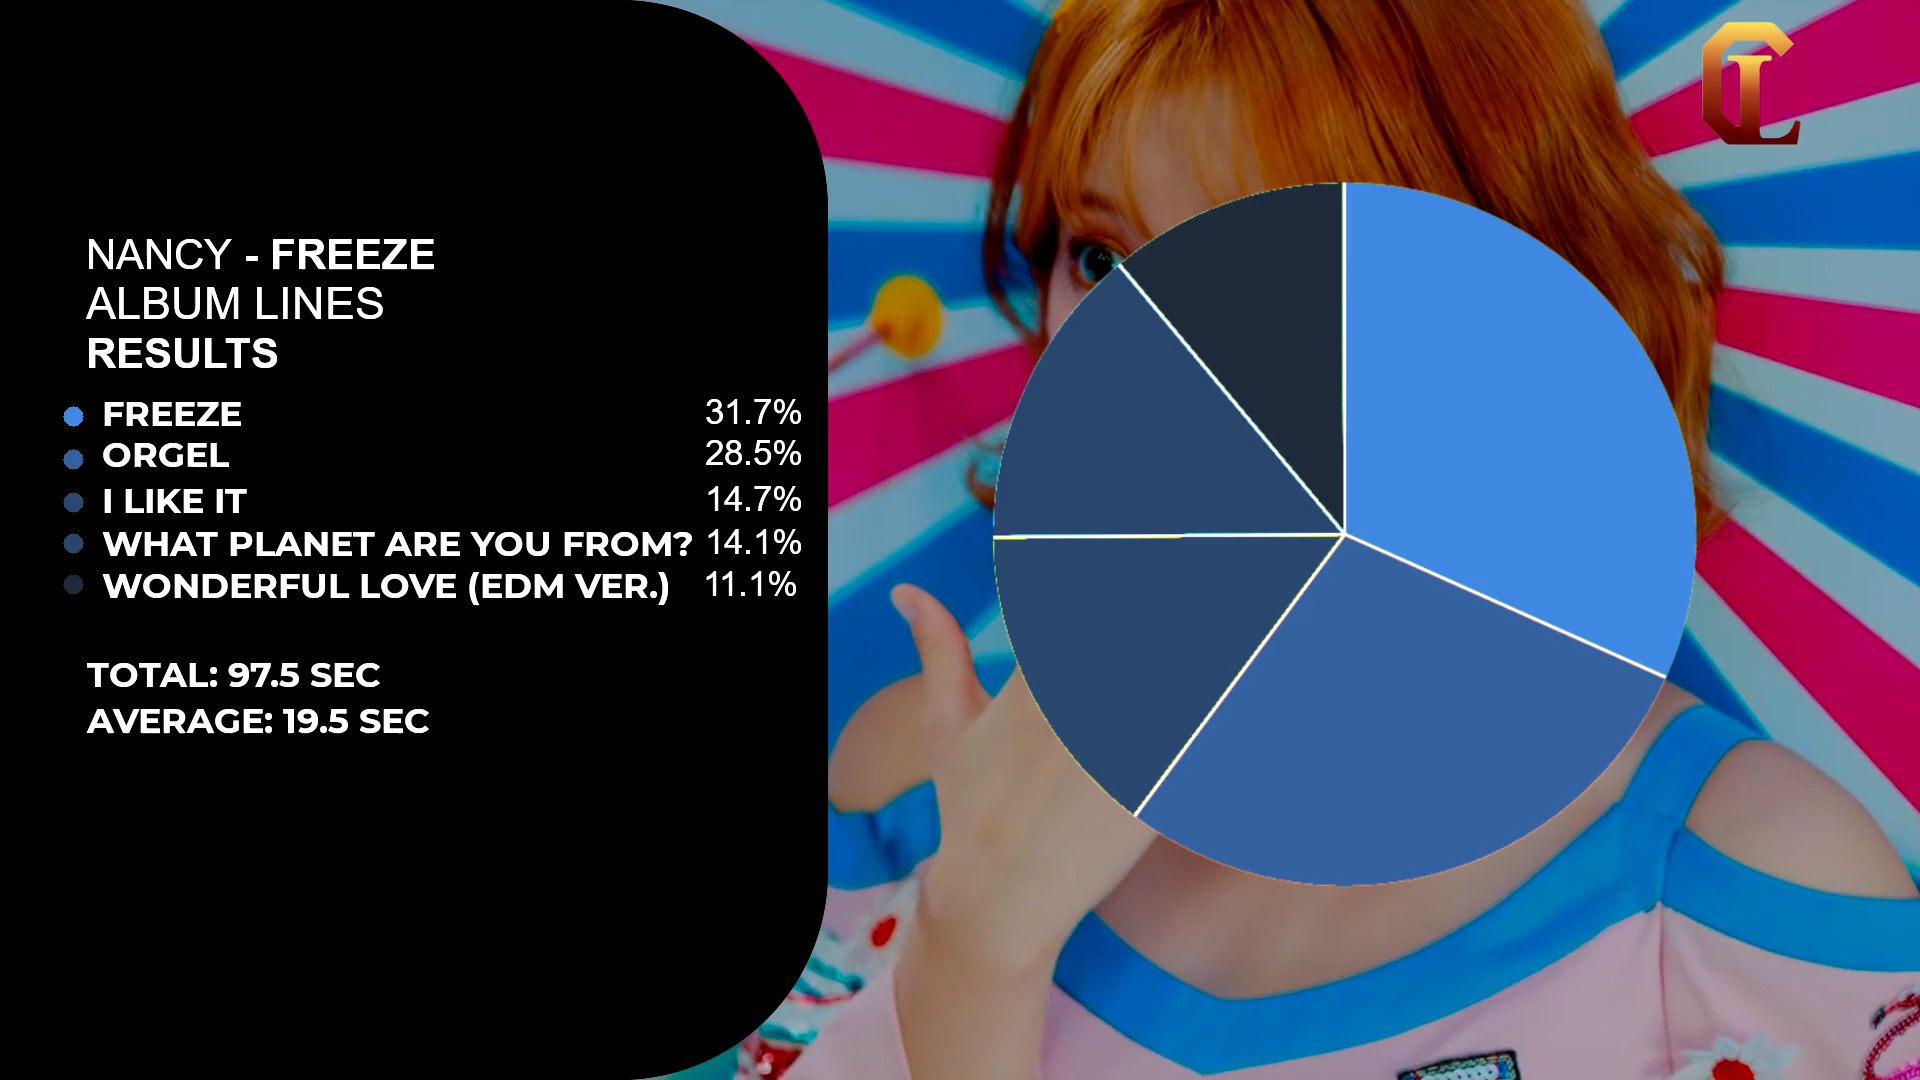 NANCY - FREEZE
ALBUM LINES
RESULTS
FREEZE 31.7%
ORGEL 28.5%
I LIKE IT 14.7%
WHAT PLANET ARE YOU FROM? 14.1%
WONDERFUL LOVE (EDM VER.) 11.1%
TOTAL: 97.5 SEC
AVERAGE: 19.5 SEC
CL